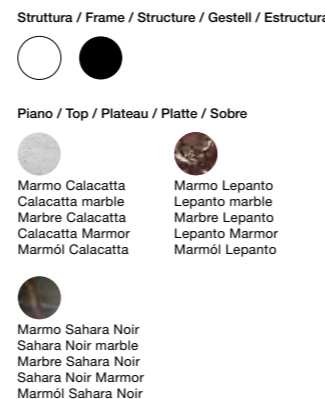 Struttura / Frame / Structure / Gestell / Estructura
Piano / Top / Plateau / Platte / Sobre
Marmo Calacatta
Calacatta marble
Marbre Calacatta
Calacatta Marmor
Marmól Calacatta
Marmo Lepanto
Lepanto marble
Marbre Lepanto
Lepanto Marmor
Marmól Lepanto
Marmo Sahara Noir
Sahara Noir marble
Marbre Sahara Noir
Sahara Noir Marmor
Marmól Sahara Noir